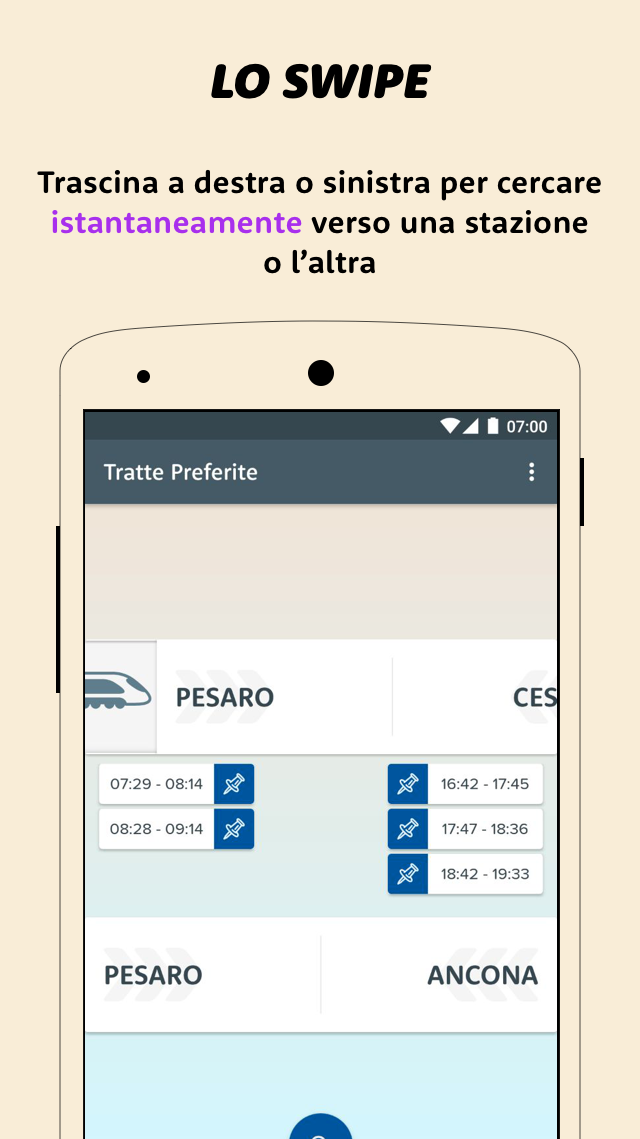 LO SWIPE
Trascina a destra o sinistra per cercare
istantaneamente verso una stazione
o l’altra
07:00
Tratte Preferite
PESARO
CES
07:29 - 08:14
16:42 - 17:45
08:28 - 09:14
17:47 - 18:36
18:42 - 19:33
PESARO
ANCONA